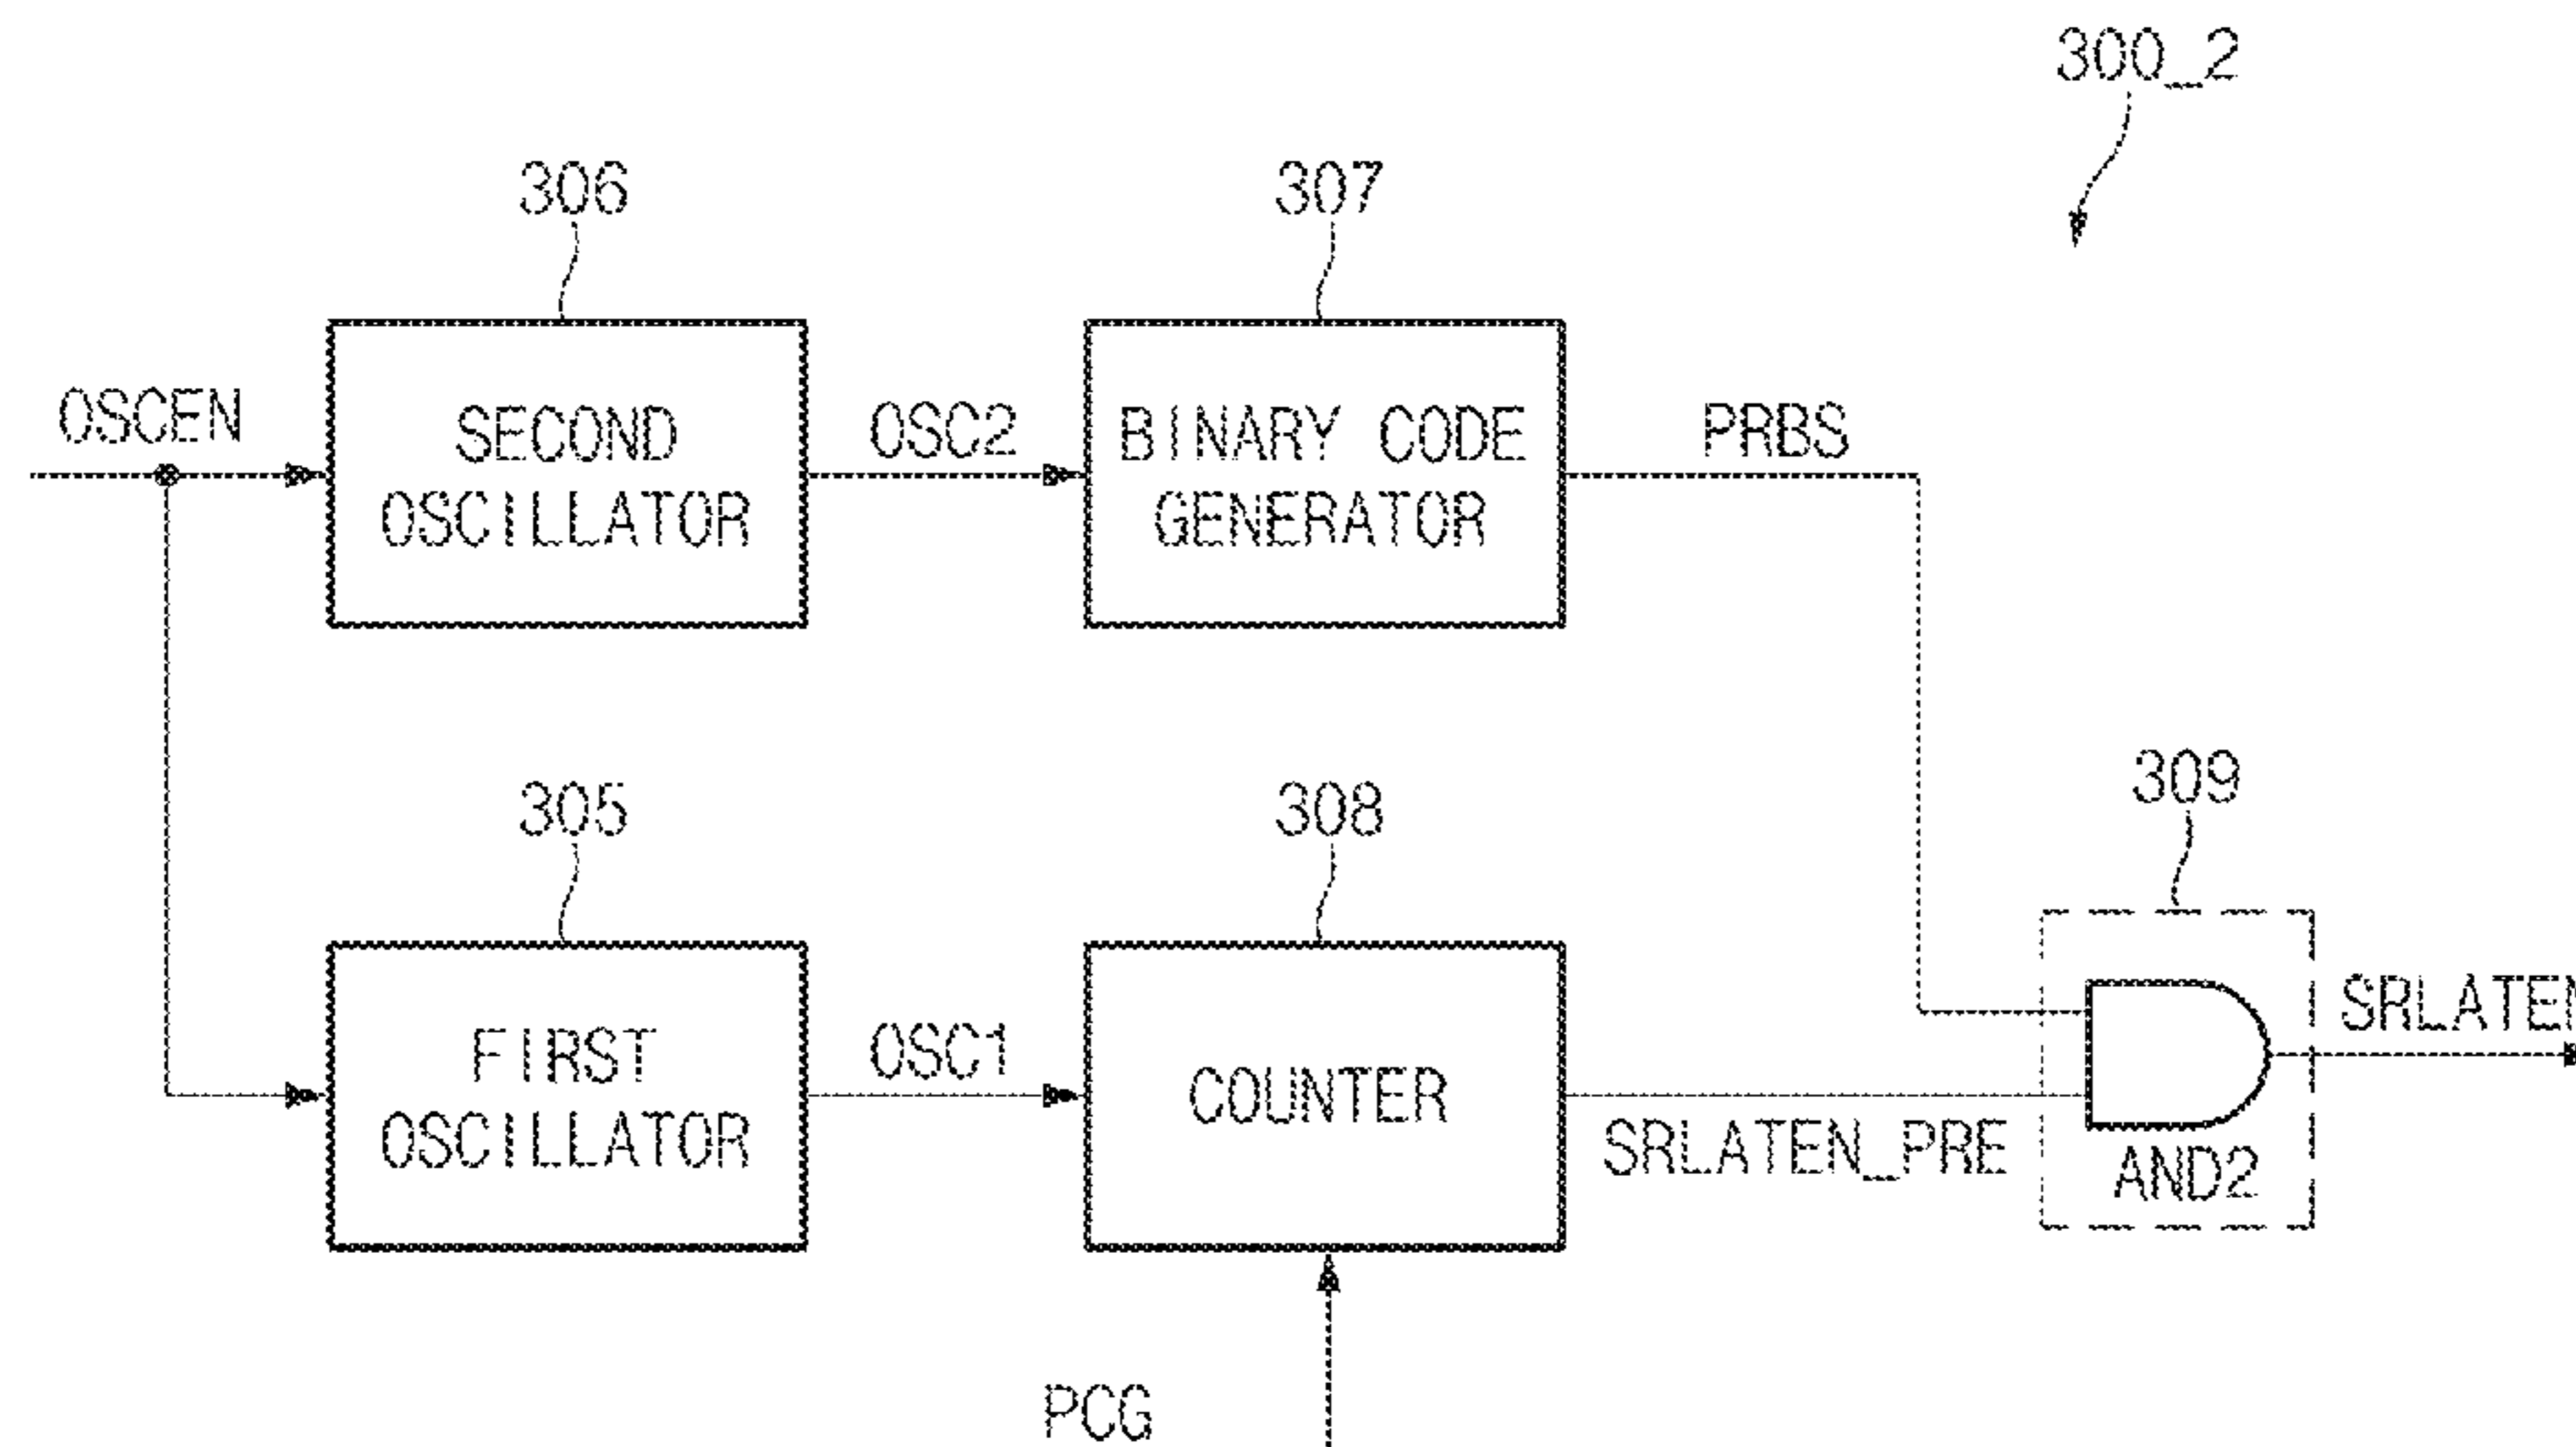 300_2
306
307
OSCEN
SECOND
OSCILLATOR
OSC2
BINARY CODE
GENERATOR
PRBS
305
308
309
FIRST
OSCILLATOR
OSC1
COUNTER
SRLATEN_PRE
AND2
SRLATEN
PCG